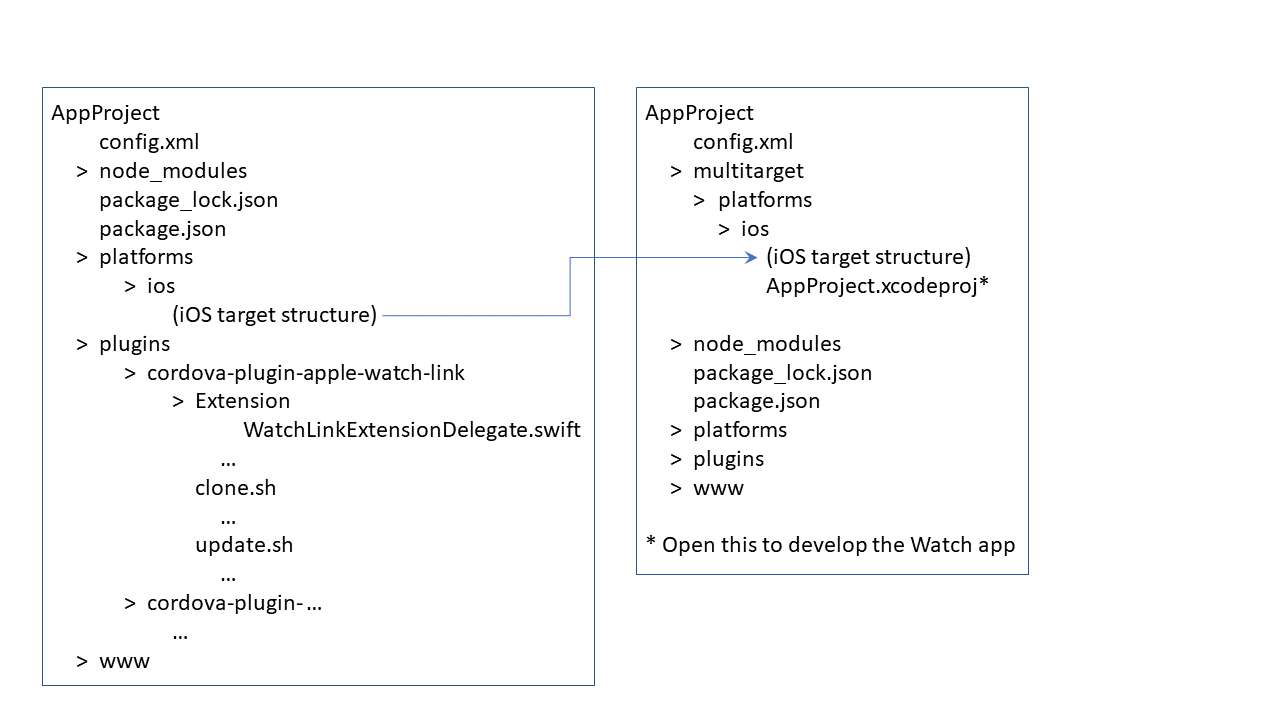 AppProject
config.xml
> node_modules
package_lock.json
package.json
> platforms
> ios
(iOS target structure)
> plugins
> cordova-plugin-apple-watch-link
> Extension
WatchLinkExtensionDelegate.swift
...
clone.sh
...
update.sh
...
> cordova-plugin- ...
...
> www
AppProject
config.xml
> multitarget
> platforms
> ios
(iOS target structure)
AppProject.xcodeproj*
> node_modules
package_lock.json
package.json
> platforms
> plugins
> www
* Open this to develop the Watch app